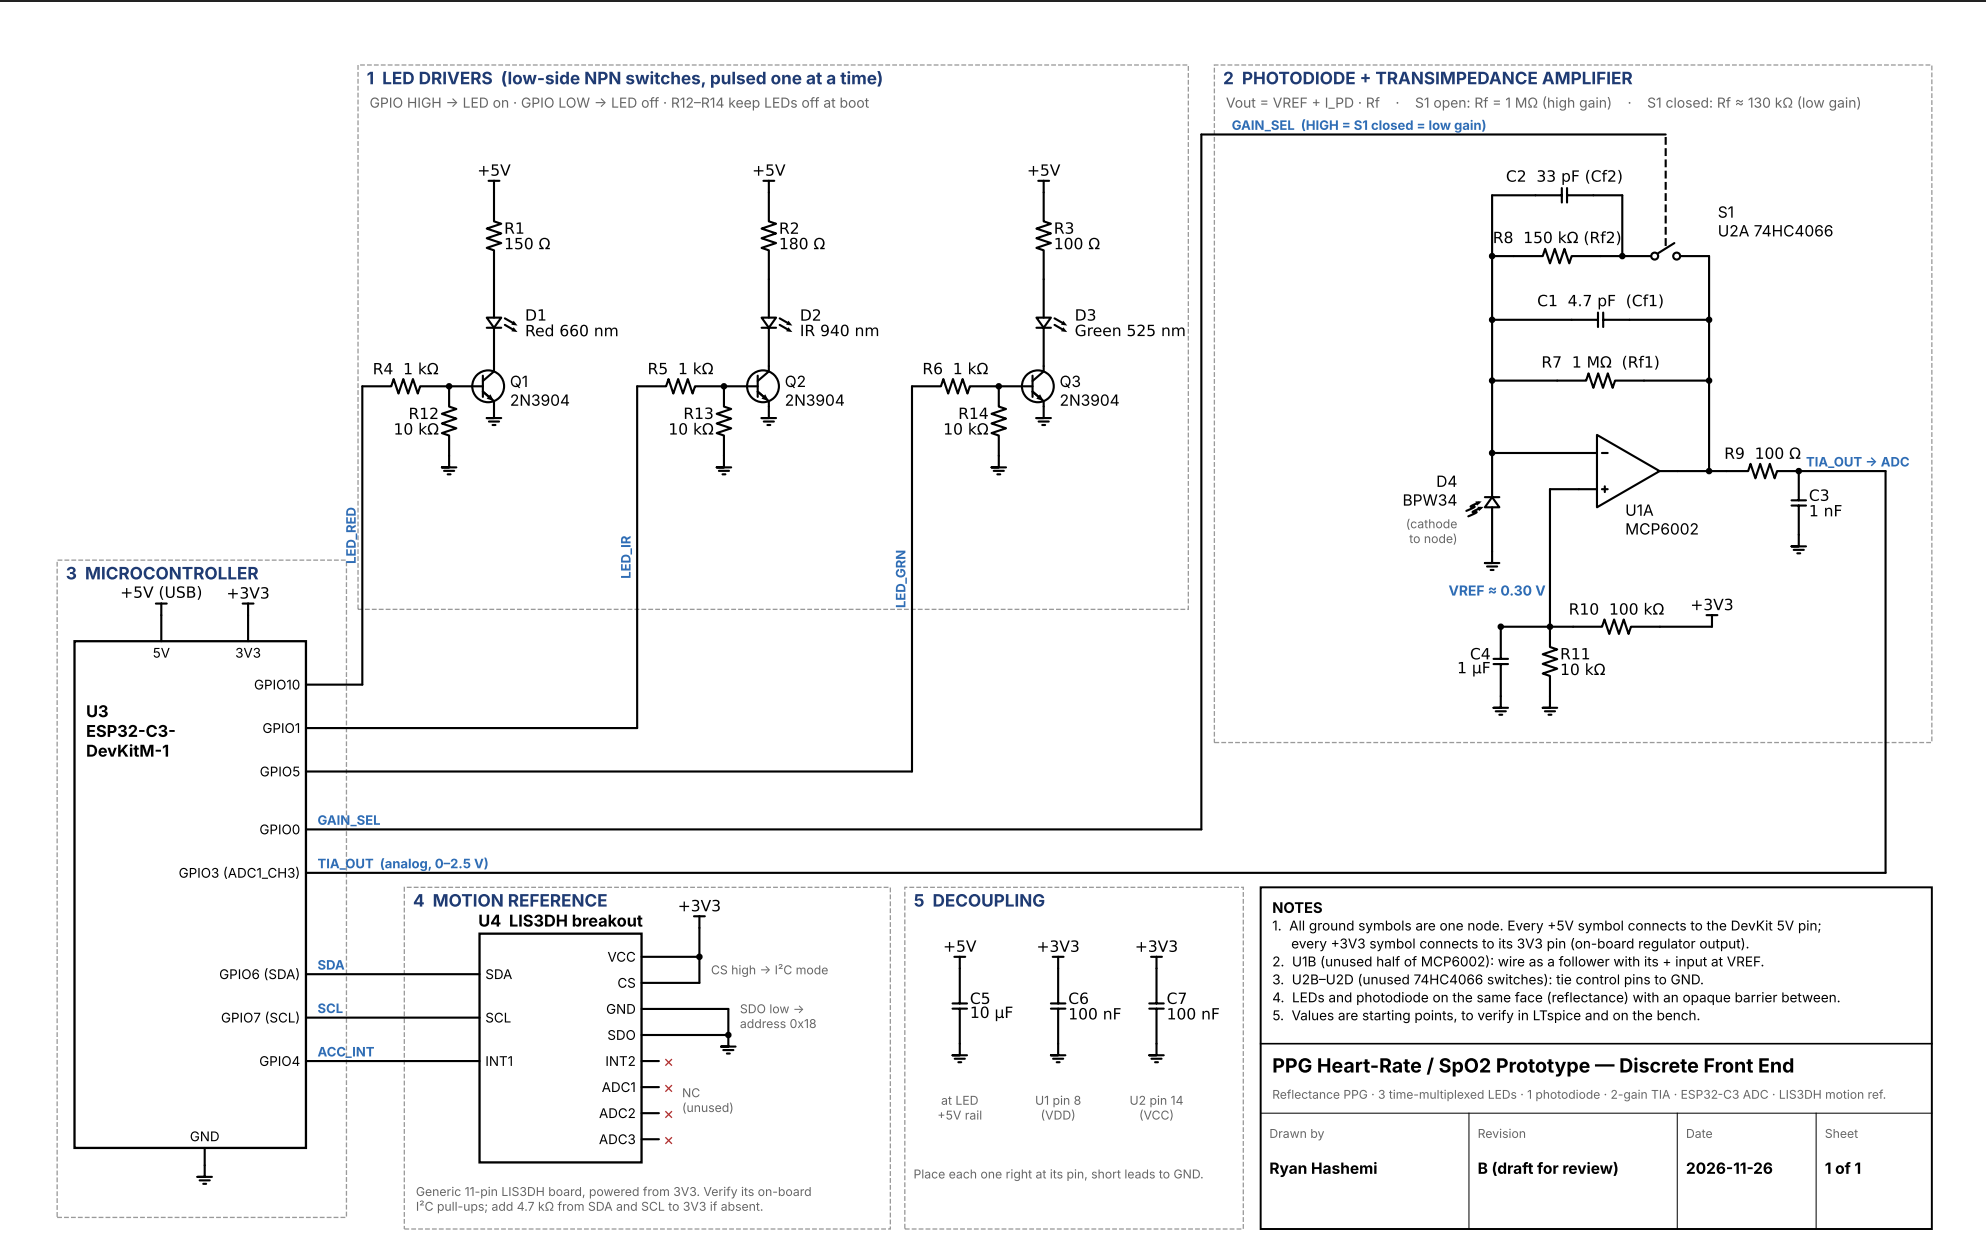 1 LED DRIVERS (low-side NPN switches, pulsed one at a time)
GPIO HIGH → LED on · GPIO LOW → LED off · R12–R14 keep LEDs off at boot
+5V
+5V
+5V
R1
150 Ω
R2
180 Ω
R3
100 Ω
D1
Red 660 nm
D2
IR 940 nm
D3
Green 525 nm
R4 1 kΩ
R5 1 kΩ
R6 1 kΩ
Q1
2N3904
Q2
2N3904
Q3
2N3904
R12
10 kΩ
R13
10 kΩ
R14
10 kΩ
LED_RED
LED_IR
LED_GRN
2 PHOTODIODE + TRANSIMPEDANCE AMPLIFIER
Vout = VREF + I_PD · Rf · S1 open: Rf = 1 MΩ (high gain) · S1 closed: Rf ≈ 130 kΩ (low gain)
GAIN_SEL (HIGH = S1 closed = low gain)
C2 33 pF (Cf2)
S1
U2A 74HC4066
R8 150 kΩ (Rf2)
C1 4.7 pF (Cf1)
R7 1 MΩ (Rf1)
R9 100 Ω
TIA_OUT → ADC
−
+
D4
BPW34
(cathode
to node)
U1A
MCP6002
C3
1 nF
VREF ≈ 0.30 V
R10 100 kΩ
+3V3
C4
1 µF
R11
10 kΩ
3 MICROCONTROLLER
+5V (USB)
+3V3
5V
3V3
U3
ESP32-C3-
DevKitM-1
GPIO10
GPIO1
GPIO5
GPIO0
GAIN_SEL
GPIO3 (ADC1_CH3)
TIA_OUT (analog, 0–2.5 V)
GPIO6 (SDA)
SDA
GPIO7 (SCL)
SCL
GPIO4
ACC_INT
GND
4 MOTION REFERENCE
U4 LIS3DH breakout
+3V3
SDA
SCL
INT1
VCC
CS
GND
SDO
INT2
ADC1
ADC2
ADC3
CS high → I²C mode
SDO low →
address 0x18
×
×
×
×
NC
(unused)
Generic 11-pin LIS3DH board, powered from 3V3. Verify its on-board
I²C pull-ups; add 4.7 kΩ from SDA and SCL to 3V3 if absent.
5 DECOUPLING
+5V
+3V3
+3V3
C5
10 µF
C6
100 nF
C7
100 nF
at LED
+5V rail
U1 pin 8
(VDD)
U2 pin 14
(VCC)
Place each one right at its pin, short leads to GND.
NOTES
1. All ground symbols are one node. Every +5V symbol connects to the DevKit 5V pin;
every +3V3 symbol connects to its 3V3 pin (on-board regulator output).
2. U1B (unused half of MCP6002): wire as a follower with its + input at VREF.
3. U2B–U2D (unused 74HC4066 switches): tie control pins to GND.
4. LEDs and photodiode on the same face (reflectance) with an opaque barrier between.
5. Values are starting points, to verify in LTspice and on the bench.
PPG Heart-Rate / SpO2 Prototype — Discrete Front End
Reflectance PPG · 3 time-multiplexed LEDs · 1 photodiode · 2-gain TIA · ESP32-C3 ADC · LIS3DH motion ref.
Drawn by
Ryan Hashemi
Revision
B (draft for review)
Date
2026-11-26
Sheet
1 of 1